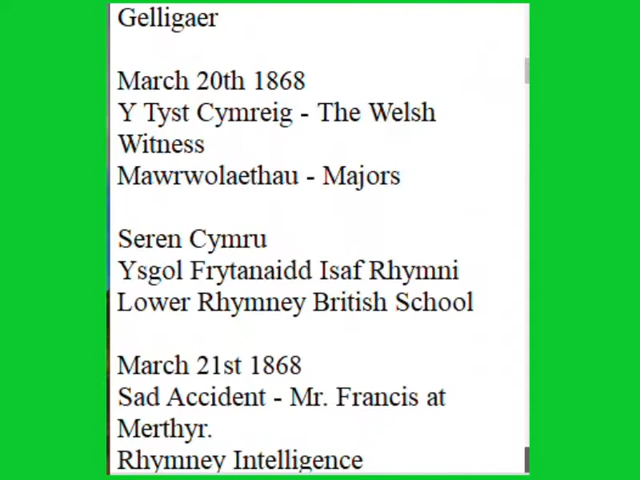 Gelligaer
March 20th 1868
Y Tyst Cymreig - The Welsh
Witness
Mawrwolaethau - Majors
Seren Cymru
Ysgol Frytanaidd Isaf Rhymni
Lower Rhymney British School
March 21st 1868
Sad Accident - Mr. Francis at
Merthyr.
Rhymney Intelligence